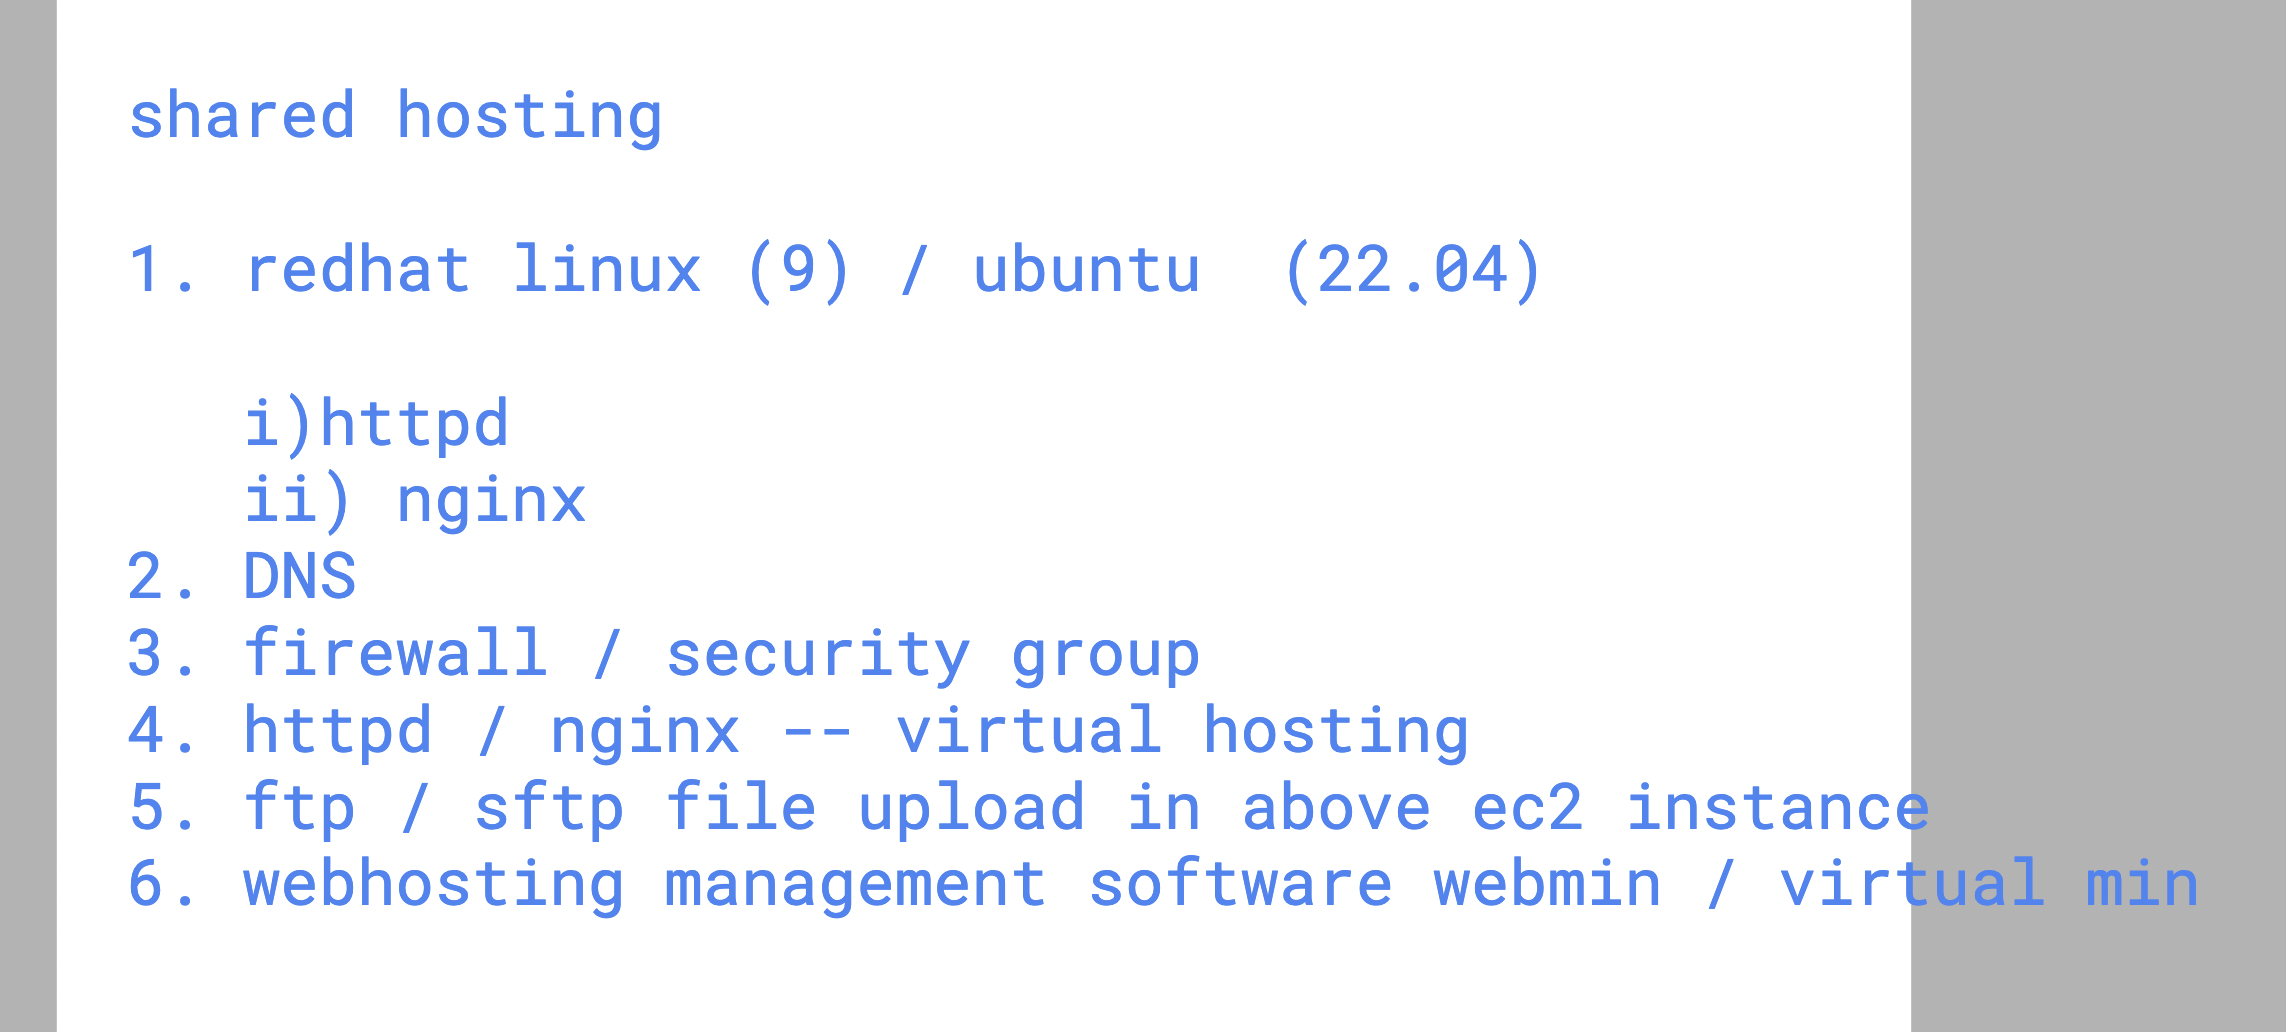 shared hosting
1. redhat linux (9) / ubuntu  (22.04)
i)httpd
ii) nginx
2. DNS
3. firewall / security group
4. httpd / nginx -- virtual hosting
5. ftp / sftp file upload in above ec2 instance
6. webhosting management software webmin / virtual min